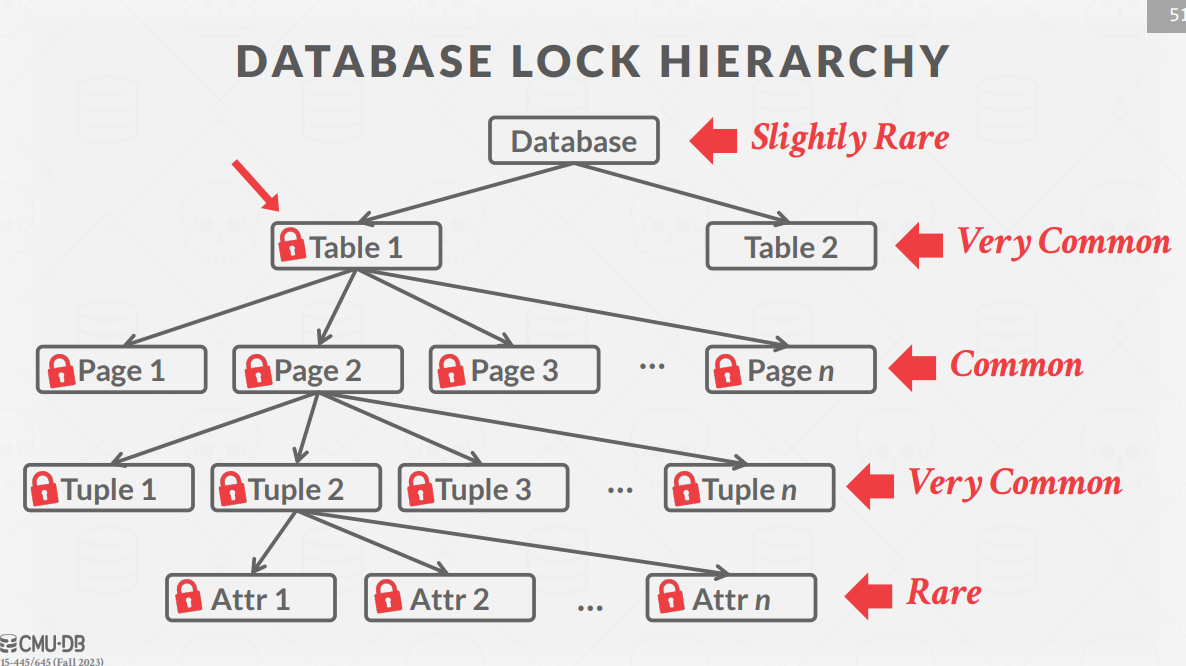 51
DATABASE LOCK HIERARCHY
Database
Slightly Rare
Table 1
Table 2
Very Common
Page 1
Page 2
Page 3
...
Page n
Common
Tuple 1
Tuple 2
Tuple 3
...
Tuple n
Very Common
Attr 1
Attr 2
...
Attr n
Rare
CMU·DB
15-445/645 (Fall 2023)